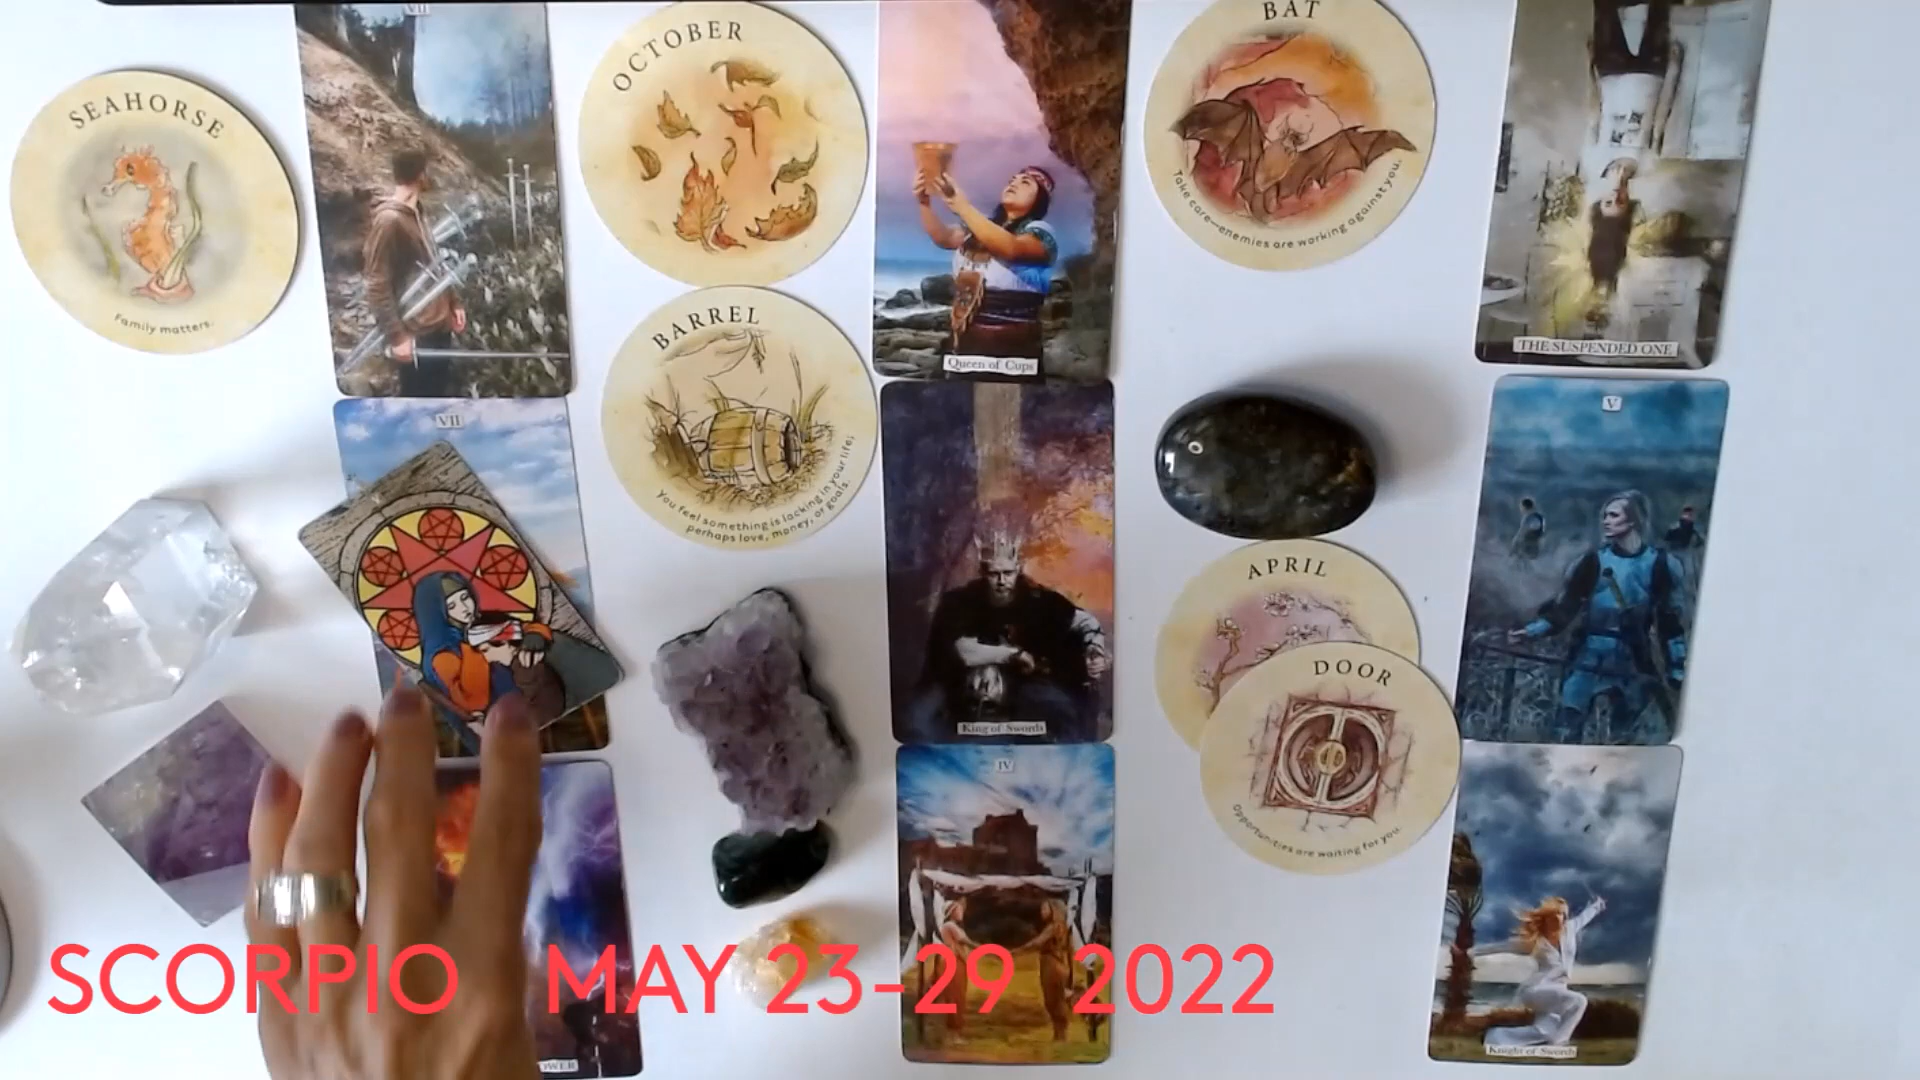 VII
SEAHORSE
Family matters.
OCTOBER
BARREL
You feel something is lacking in your life;
perhaps love, money, or goals.
Queen of Cups
BAT
Take care—enemies are working against you.
THE SUSPENDED ONE
VII
V
King of Swords
APRIL
DOOR
Opportunities are waiting for you.
IV
Knight of Swords
SCORPIO MAY 23-29 2022